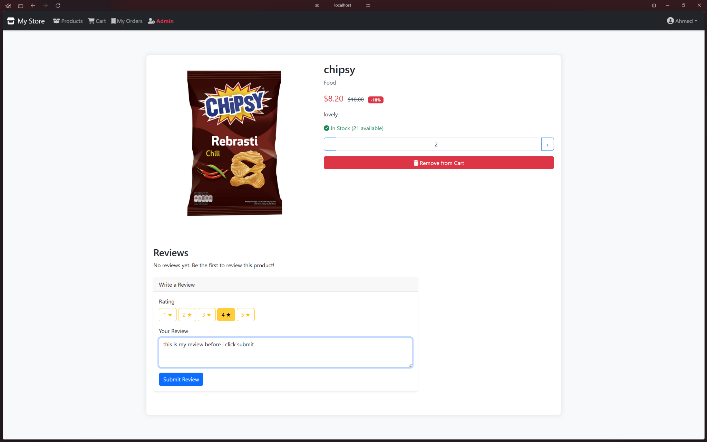 localhost
My Store
Products
Cart
My Orders
Admin
Ahmed
chipsy
Food
$8.20 $10.00 -18%
lovely
In Stock (21 available)
2
Remove from Cart
CHIPSY
Rebrasti
Chili
Reviews
No reviews yet. Be the first to review this product!
Write a Review
Rating
1 ★ 2 ★ 3 ★ 4 ★ 5 ★
Your Review
this is my review before i click submit
Submit Review